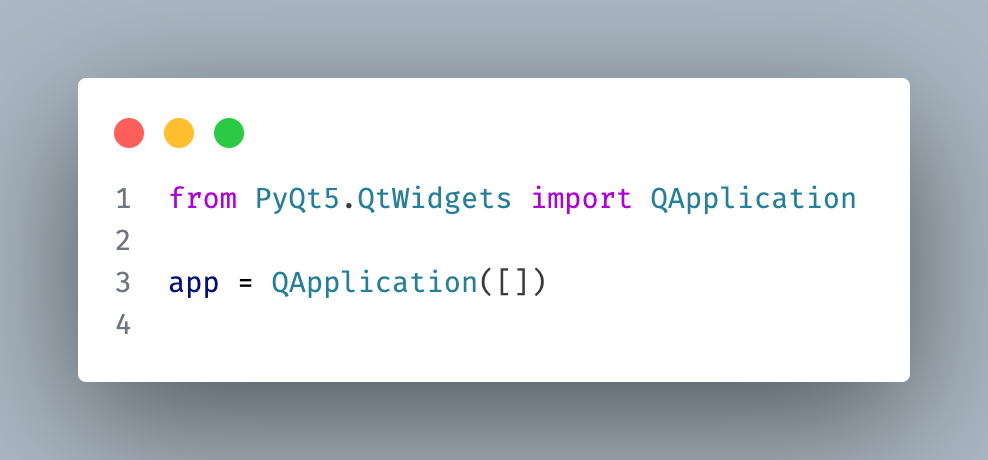 1 from PyQt5.QtWidgets import QApplication
2
3 app = QApplication([])
4